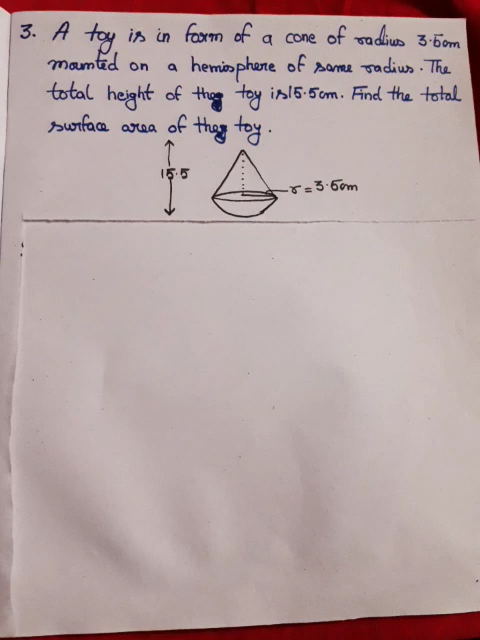 3. A toy is in form of a cone of radius 3.5cm
mounted on a hemisphere of same radius. The
total height of the toy is 15.5cm. Find the total
surface area of the toy.
15.5
r = 3.5cm